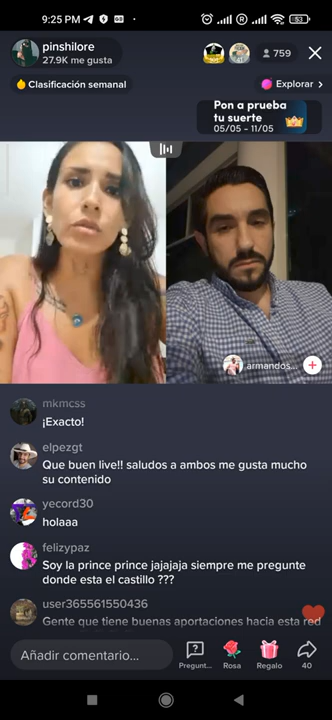 9:25 PM
53
pinshilore
27.9K me gusta
759
Clasificación semanal
Explorar
Pon a prueba
tu suerte
05/05 - 11/05
armandos...
mkmcss
¡Exacto!
elpezgt
Que buen live!! saludos a ambos me gusta mucho
su contenido
yecord30
holaaa
felizypaz
Soy la prince prince jajajaja siempre me pregunte
donde esta el castillo ???
user365561550436
Gente que tiene buenas aportaciones hacia esta red
Añadir comentario...
Pregunt...
Rosa
Regalo
40